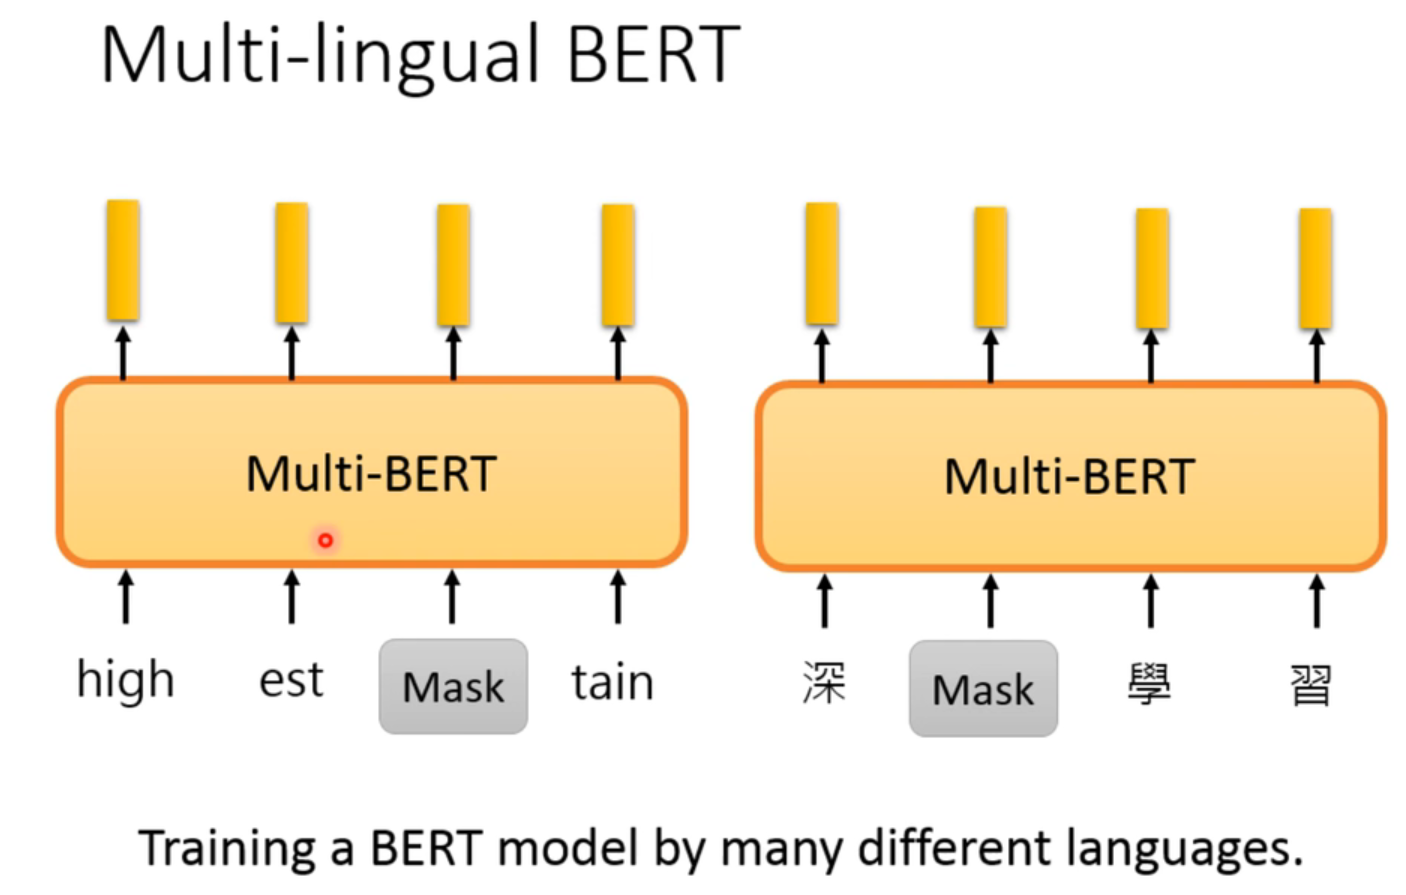 Multi-lingual BERT
Multi-BERT
Multi-BERT
high est Mask tain
深 Mask 學 習
Training a BERT model by many different languages.